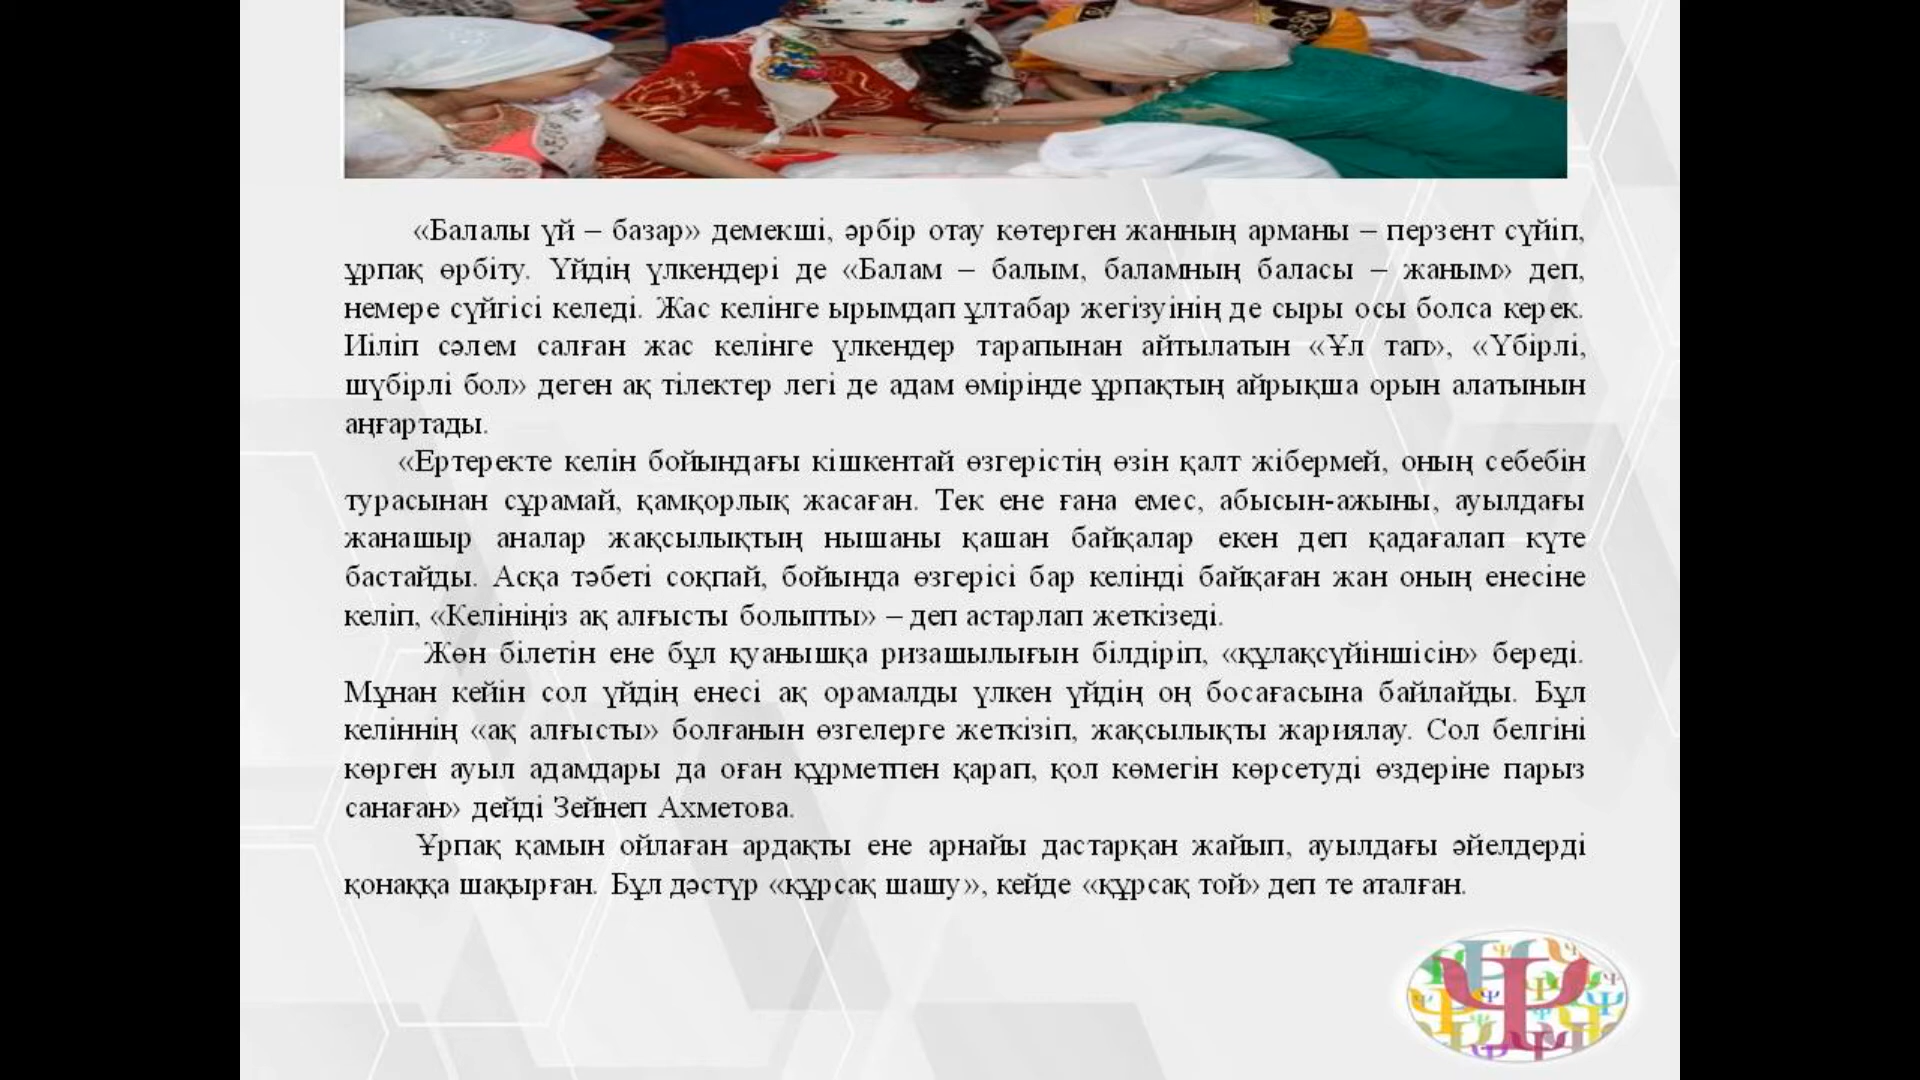 «Балалы үй – базар» демекші, әрбір отау көтерген жанның арманы – перзент сүйіп,
ұрпақ өрбіту. Үйдің үлкендері де «Балам – балым, баламның баласы – жаным» деп,
немере сүйгісі келеді. Жас келінге ырымдап ұлтабар жегізуінің де сыры осы болса керек.
Иіліп сәлем салған жас келінге үлкендер тарапынан айтылатын «Ұл тап», «Үбірлі,
шүбірлі бол» деген ақ тілектер легі де адам өмірінде ұрпақтың айрықша орын алатынын
аңғартады.
«Ертеректе келін бойындағы кішкентай өзгерістің өзін қалт жібермей, оның себебін
турасынан сұрамай, қамқорлық жасаған. Тек ене ғана емес, абысын-ажыны, ауылдағы
жанашыр аналар жақсылықтың нышаны қашан байқалар екен деп қадағалап күте
бастайды. Асқа тәбеті соқпай, бойында өзгерісі бар келінді байқаған жан оның енесіне
келіп, «Келініңіз ақ алғысты болыпты» – деп астарлап жеткізеді.
Жөн білетін ене бұл қуанышқа ризашылығын білдіріп, «құлақсүйіншісін» береді.
Мұнан кейін сол үйдің енесі ақ орамалды үлкен үйдің оң босағасына байлайды. Бұл
келіннің «ақ алғысты» болғанын өзгелерге жеткізіп, жақсылықты жариялау. Сол белгіні
көрген ауыл адамдары да оған құрметпен қарап, қол көмегін көрсетуді өздеріне парыз
санаған» дейді Зейнеп Ахметова.
Ұрпақ қамын ойлаған ардақты ене арнайы дастарқан жайып, ауылдағы әйелдерді
қонаққа шақырған. Бұл дәстүр «құрсақ шашу», кейде «құрсақ той» деп те аталған.